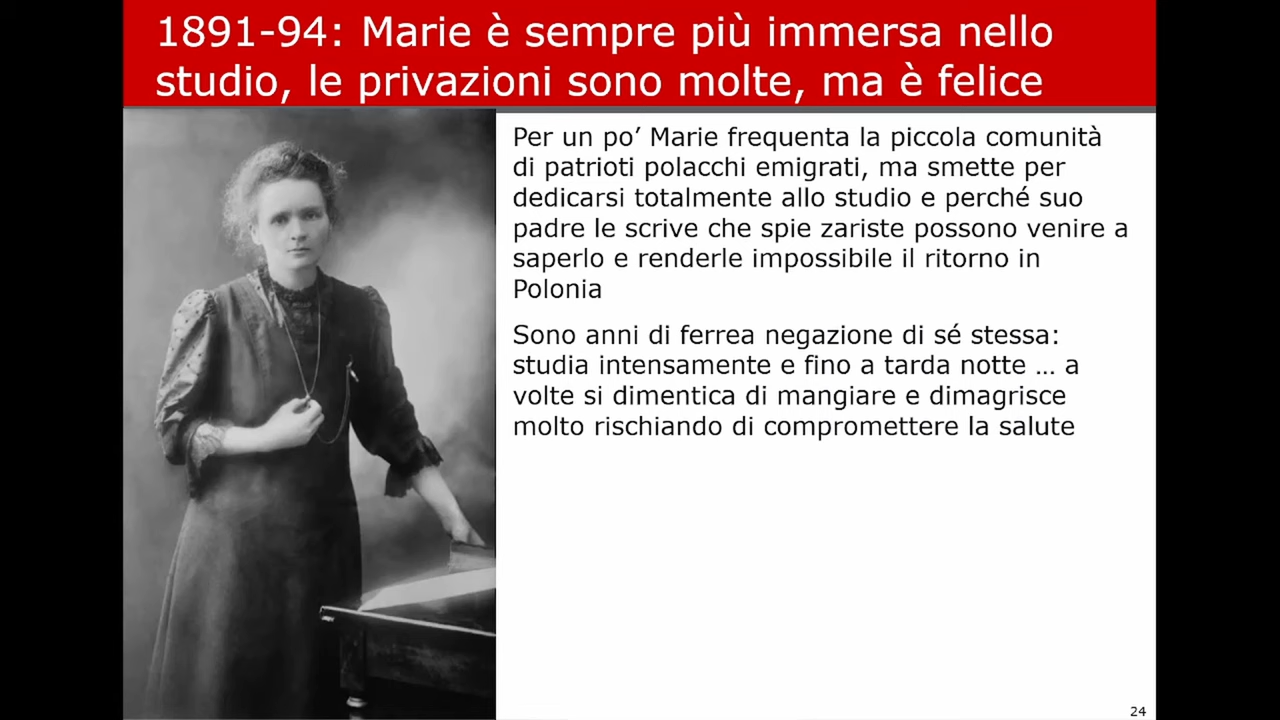 1891-94: Marie è sempre più immersa nello
studio, le privazioni sono molte, ma è felice
Per un po’ Marie frequenta la piccola comunità
di patrioti polacchi emigrati, ma smette per
dedicarsi totalmente allo studio e perché suo
padre le scrive che spie zariste possono venire a
saperlo e renderle impossibile il ritorno in
Polonia
Sono anni di ferrea negazione di sé stessa:
studia intensamente e fino a tarda notte … a
volte si dimentica di mangiare e dimagrisce
molto rischiando di compromettere la salute
24